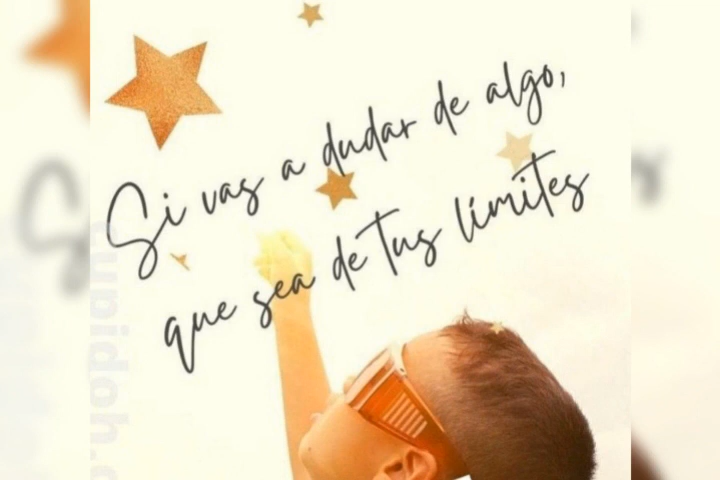 Si vas a dudar de algo,
que sea de tus límites